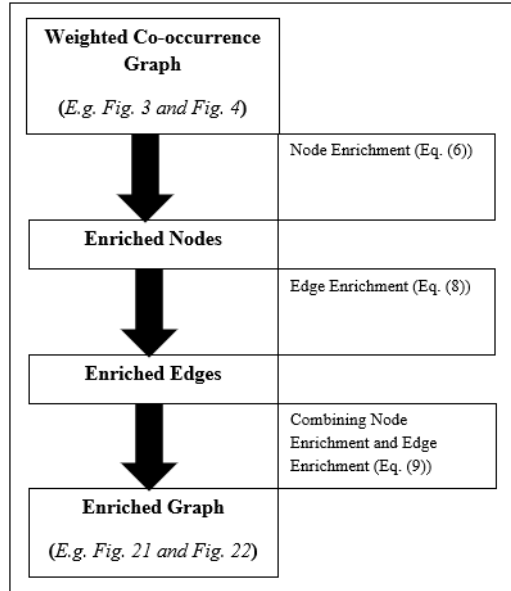 Weighted Co-occurrence
Graph
(E.g. Fig. 3 and Fig. 4)
Node Enrichment (Eq. (6))
Enriched Nodes
Edge Enrichment (Eq. (8))
Enriched Edges
Combining Node
Enrichment and Edge
Enrichment (Eq. (9))
Enriched Graph
(E.g. Fig. 21 and Fig. 22)